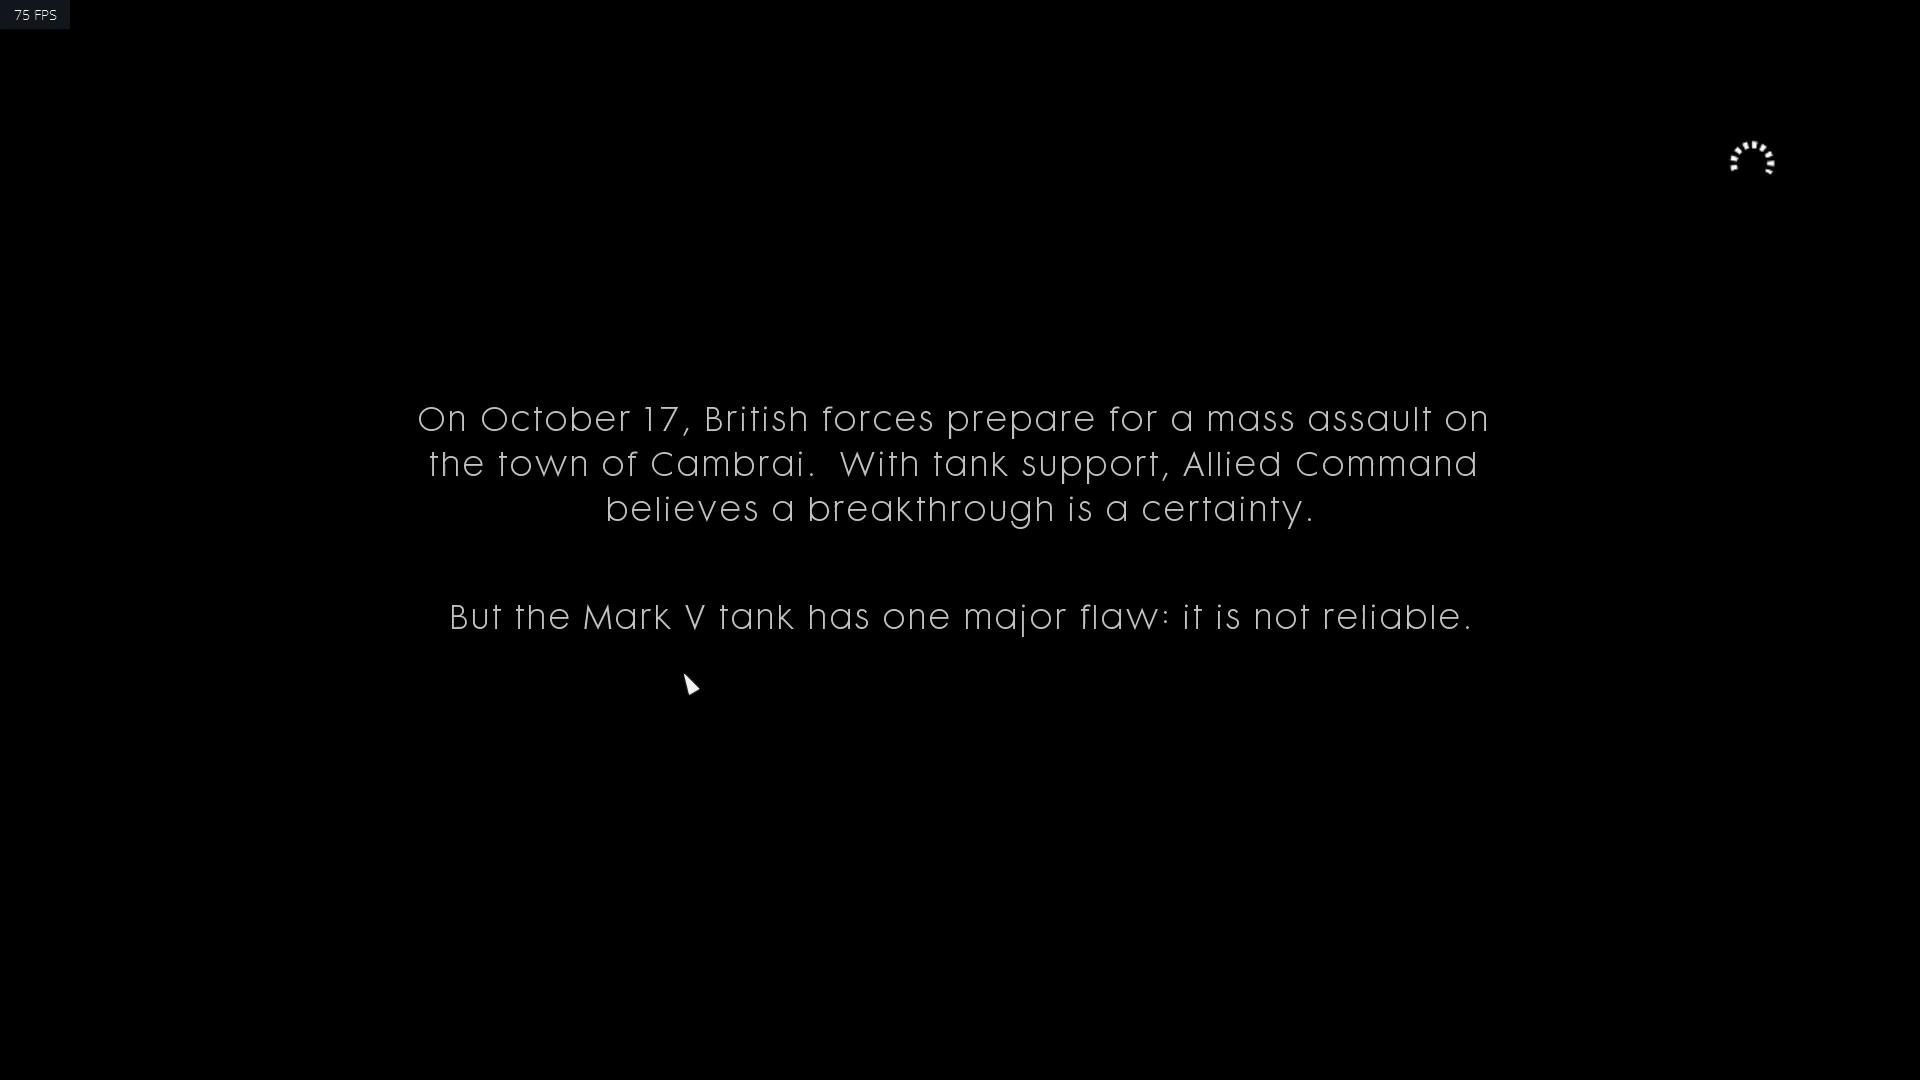 75 FPS
On October 17, British forces prepare for a mass assault on
the town of Cambrai.  With tank support, Allied Command
believes a breakthrough is a certainty.
But the Mark V tank has one major flaw: it is not reliable.